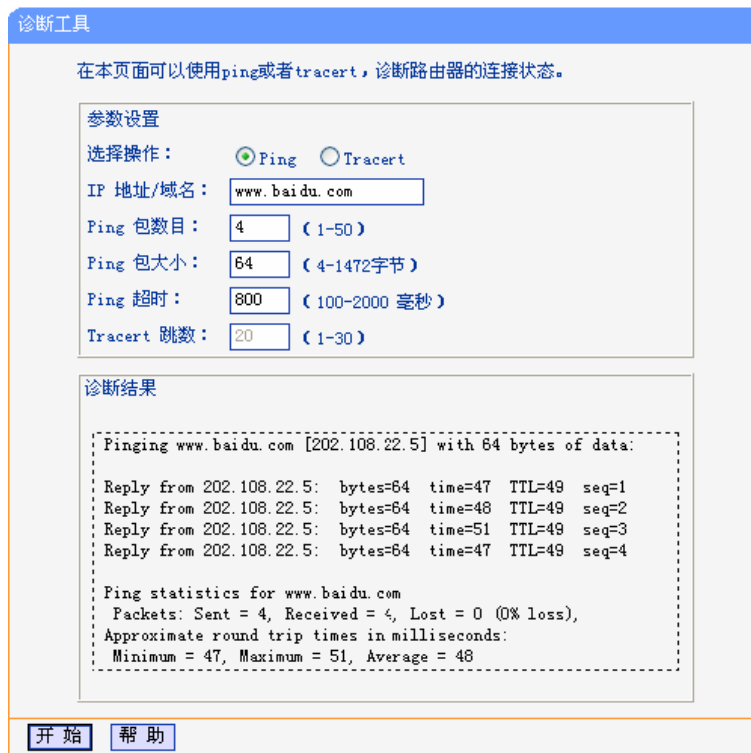 诊断工具
在本页面可以使用ping或者tracert，诊断路由器的连接状态。
参数设置
选择操作： Ping Tracert
IP 地址/域名： www.baidu.com
Ping 包数目： 4 （1-50）
Ping 包大小： 64 （4-1472字节）
Ping 超时： 800 （100-2000 毫秒）
Tracert 跳数： 20 （1-30）
诊断结果
Pinging www.baidu.com [202.108.22.5] with 64 bytes of data:
Reply from 202.108.22.5: bytes=64 time=47 TTL=49 seq=1
Reply from 202.108.22.5: bytes=64 time=48 TTL=49 seq=2
Reply from 202.108.22.5: bytes=64 time=51 TTL=49 seq=3
Reply from 202.108.22.5: bytes=64 time=47 TTL=49 seq=4
Ping statistics for www.baidu.com
Packets: Sent = 4, Received = 4, Lost = 0 (0% loss),
Approximate round trip times in milliseconds:
Minimum = 47, Maximum = 51, Average = 48
开 始 帮 助